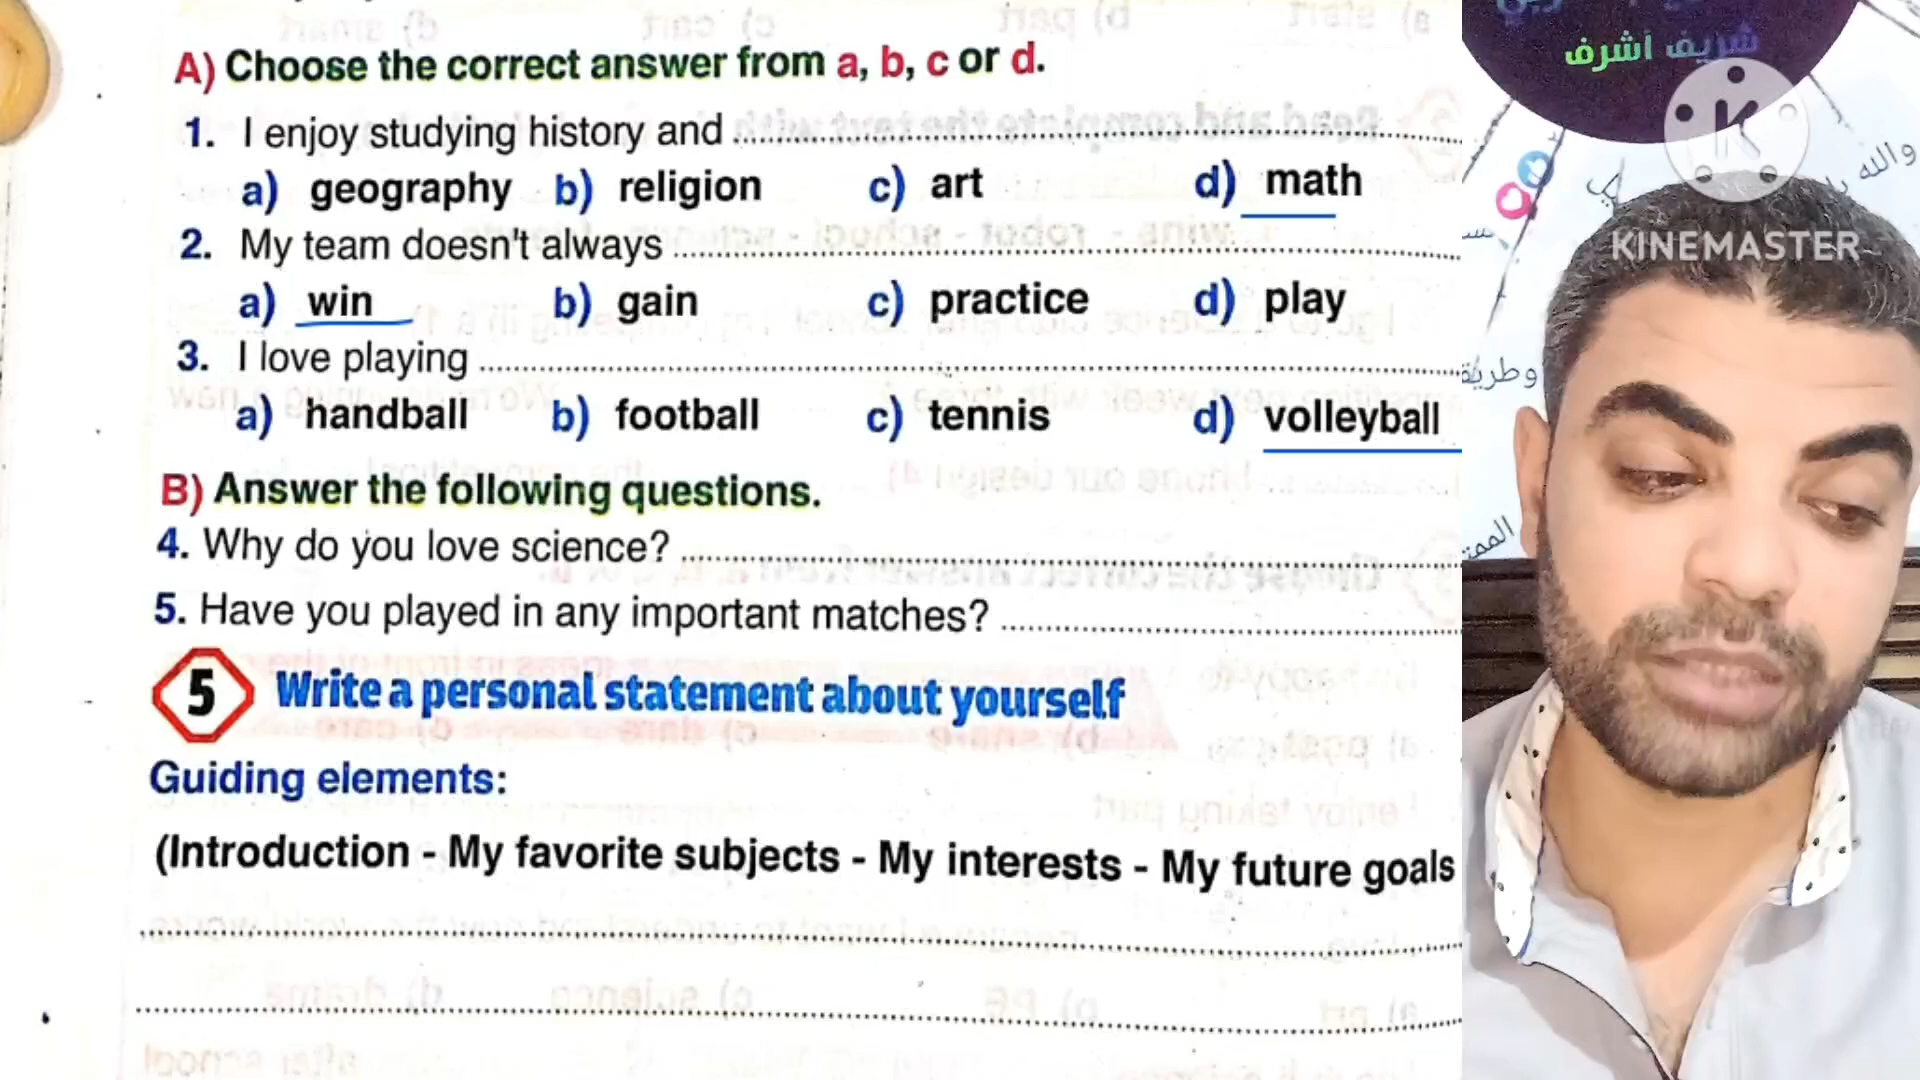 A) Choose the correct answer from a, b, c or d.
1. I enjoy studying history and
a) geography b) religion c) art d) math
2. My team doesn't always
a) win b) gain c) practice d) play
3. I love playing
a) handball b) football c) tennis d) volleyball
B) Answer the following questions.
4. Why do you love science?
5. Have you played in any important matches?
5 Write a personal statement about yourself
Guiding elements:
(Introduction - My favorite subjects - My interests - My future goals
شريف أشرف
K
KINEMASTER
والله
وطريقة